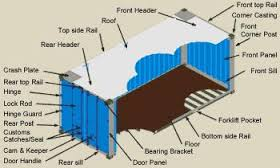 Front Header
Front top Rail
Roof
Corner Casting
Top side Rail
Rear Header
Front
Corner Post
Front Panel
Crash Plate
Front Sill
Rear top Rail
Hinge
Rear Post
Lock Rod
Hinge Guard
Customs
Catches/Seal
Cam & Keeper
Door Handle
Forklift Pocket
Bottom side Rail
Bearing Bracket
Floor
Door Gasket
Door Panel
Rear sill